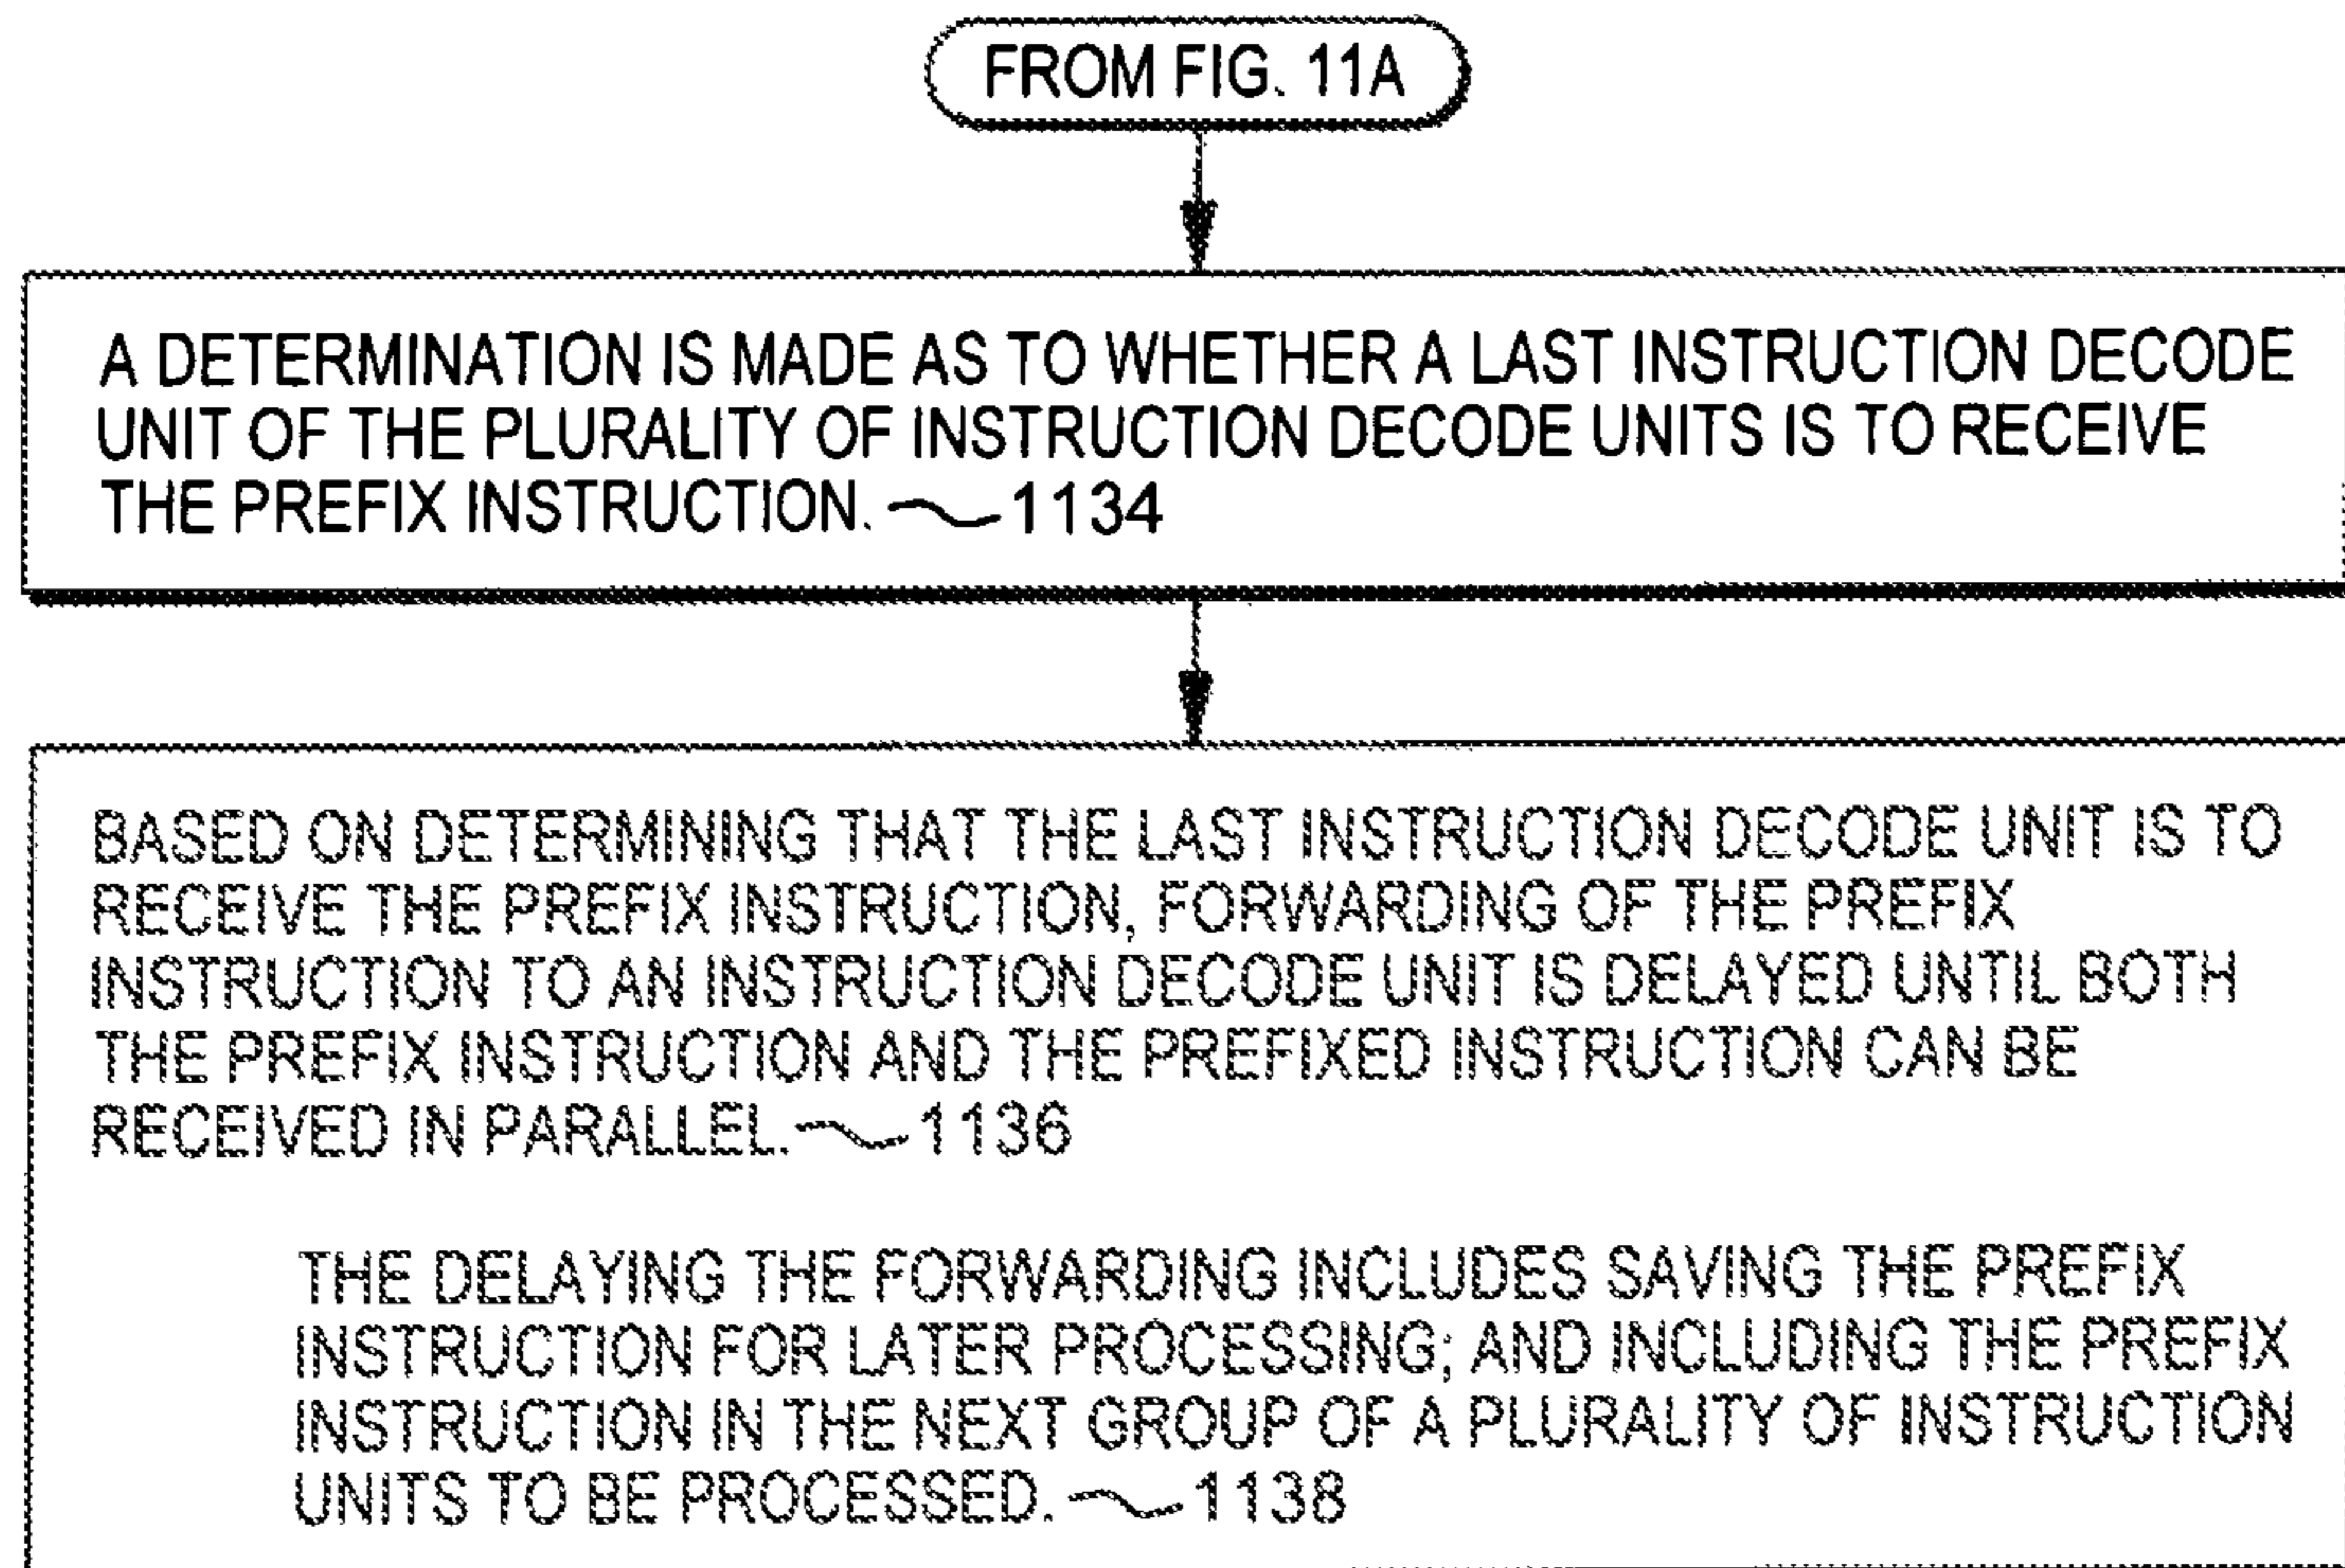 FROM FIG. 11A
A DETERMINATION IS MADE AS TO WHETHER A LAST INSTRUCTION DECODE
UNIT OF THE PLURALITY OF INSTRUCTION DECODE UNITS IS TO RECEIVE
THE PREFIX INSTRUCTION. 1134
BASED ON DETERMINING THAT THE LAST INSTRUCTION DECODE UNIT IS TO
RECEIVE THE PREFIX INSTRUCTION, FORWARDING OF THE PREFIX
INSTRUCTION TO AN INSTRUCTION DECODE UNIT IS DELAYED UNTIL BOTH
THE PREFIX INSTRUCTION AND THE PREFIXED INSTRUCTION CAN BE
RECEIVED IN PARALLEL. 1136
THE DELAYING THE FORWARDING INCLUDES SAVING THE PREFIX
INSTRUCTION FOR LATER PROCESSING; AND INCLUDING THE PREFIX
INSTRUCTION IN THE NEXT GROUP OF A PLURALITY OF INSTRUCTION
UNITS TO BE PROCESSED. 1138